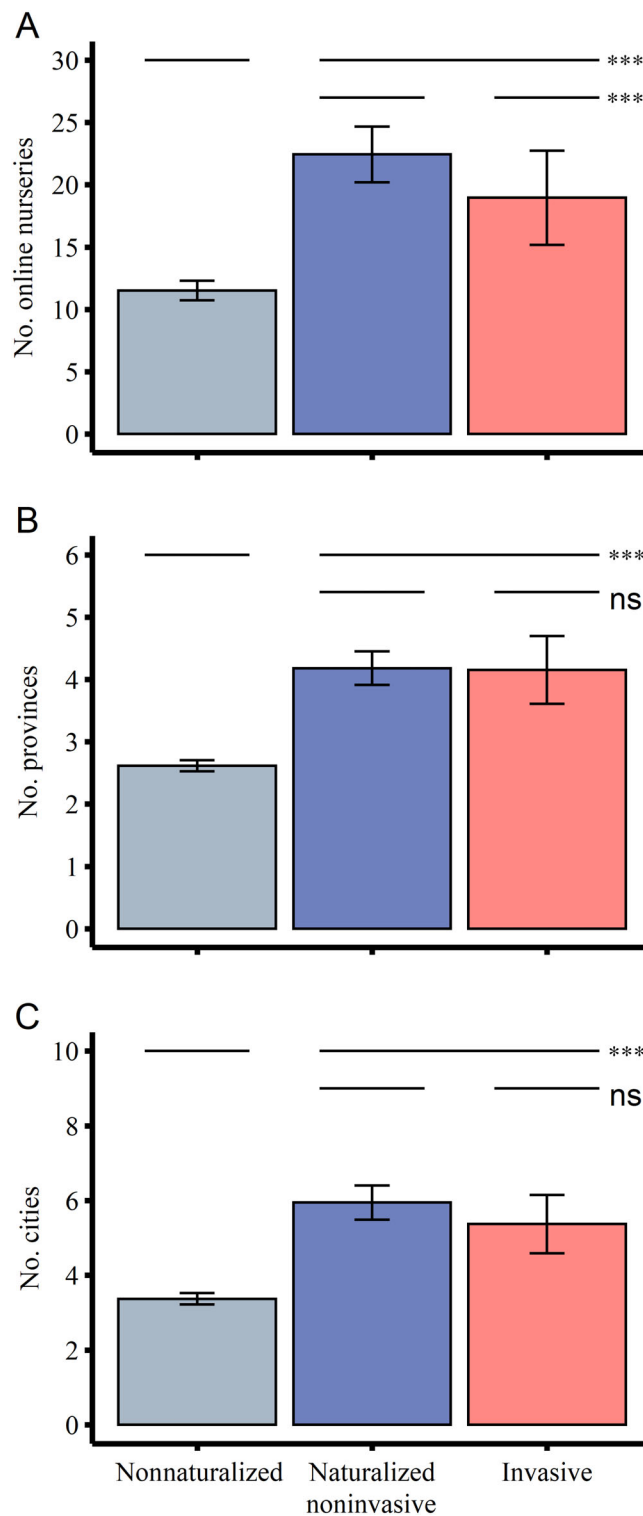 A
No. online nurseries
30
25
20
15
10
5
0
***
***
B
No. provinces
6
5
4
3
2
1
0
***
ns
C
No. cities
10
8
6
4
2
0
***
ns
Nonnaturalized
Naturalized
noninvasive
Invasive